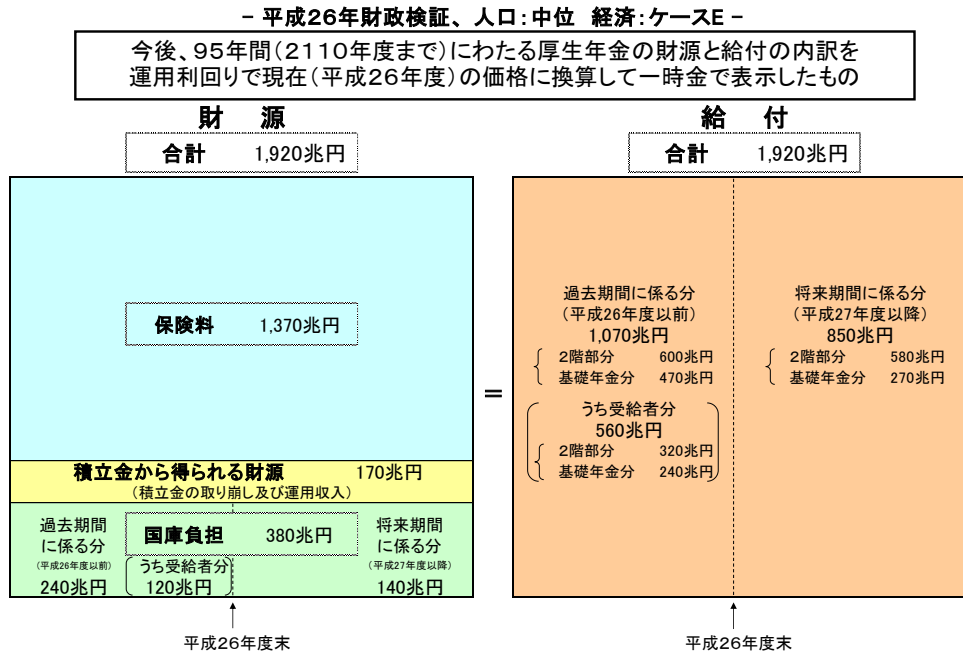 - 平成26年財政検証、人口：中位 経済：ケースE -
今後、95年間（2110年度まで）にわたる厚生年金の財源と給付の内訳を
運用利回りで現在（平成26年度）の価格に換算して一時金で表示したもの
財 源
合計 1,920兆円
保険料 1,370兆円
積立金から得られる財源 170兆円
（積立金の取り崩し及び運用収入）
過去期間
に係る分
（平成26年度以前）
240兆円
国庫負担 380兆円
うち受給者分
120兆円
将来期間
に係る分
（平成27年度以降）
140兆円
平成26年度末
＝
給 付
合計 1,920兆円
過去期間に係る分
（平成26年度以前）
1,070兆円
2階部分 600兆円
基礎年金分 470兆円
うち受給者分
560兆円
2階部分 320兆円
基礎年金分 240兆円
将来期間に係る分
（平成27年度以降）
850兆円
2階部分 580兆円
基礎年金分 270兆円
平成26年度末